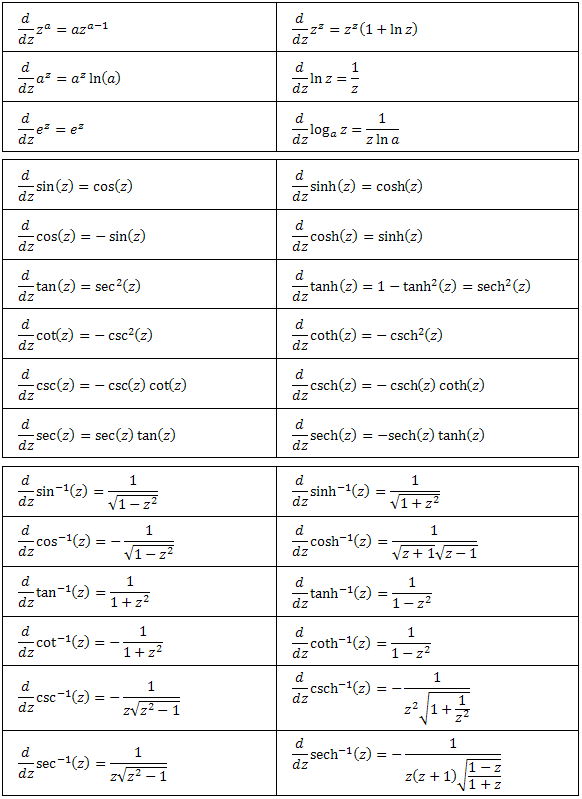 d/dz z^a = az^(a−1)
d/dz z^z = z^z(1 + ln z)
d/dz a^z = a^z ln(a)
d/dz ln z = 1/z
d/dz e^z = e^z
d/dz log_a z = 1/(z ln a)
d/dz sin(z) = cos(z)
d/dz sinh(z) = cosh(z)
d/dz cos(z) = − sin(z)
d/dz cosh(z) = sinh(z)
d/dz tan(z) = sec²(z)
d/dz tanh(z) = 1 − tanh²(z) = sech²(z)
d/dz cot(z) = − csc²(z)
d/dz coth(z) = − csch²(z)
d/dz csc(z) = − csc(z) cot(z)
d/dz csch(z) = − csch(z) coth(z)
d/dz sec(z) = sec(z) tan(z)
d/dz sech(z) = −sech(z) tanh(z)
d/dz sin⁻¹(z) = 1/√(1 − z²)
d/dz sinh⁻¹(z) = 1/√(1 + z²)
d/dz cos⁻¹(z) = − 1/√(1 − z²)
d/dz cosh⁻¹(z) = 1/(√(z + 1)√(z − 1))
d/dz tan⁻¹(z) = 1/(1 + z²)
d/dz tanh⁻¹(z) = 1/(1 − z²)
d/dz cot⁻¹(z) = − 1/(1 + z²)
d/dz coth⁻¹(z) = 1/(1 − z²)
d/dz csc⁻¹(z) = − 1/(z√(z² − 1))
d/dz csch⁻¹(z) = − 1/(z²√(1 + 1/z²))
d/dz sec⁻¹(z) = 1/(z√(z² − 1))
d/dz sech⁻¹(z) = − 1/(z(z + 1)√((1 − z)/(1 + z)))